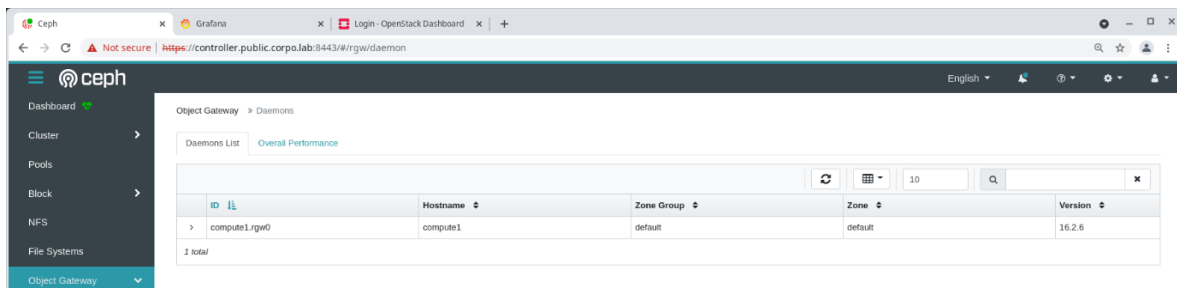 Ceph
Grafana
Login - OpenStack Dashboard
Not secure | https://controller.public.corpo.lab:8443/#/rgw/daemon
ceph
English
Dashboard
Cluster
Pools
Block
NFS
File Systems
Object Gateway
Object Gateway » Daemons
Daemons List Overall Performance
10
ID Hostname Zone Group Zone Version
compute1.rgw0 compute1 default default 16.2.6
1 total